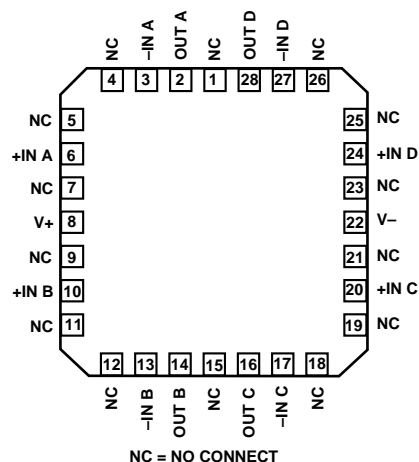 NC
–IN A
OUT A
NC
OUT D
–IN D
NC
4
3
2
1
28
27
26
NC
5
25
NC
+IN A
6
24
+IN D
NC
7
23
NC
V+
8
22
V–
NC
9
21
NC
+IN B
10
20
+IN C
NC
11
19
NC
12
13
14
15
16
17
18
NC
–IN B
OUT B
NC
OUT C
–IN C
NC
NC = NO CONNECT